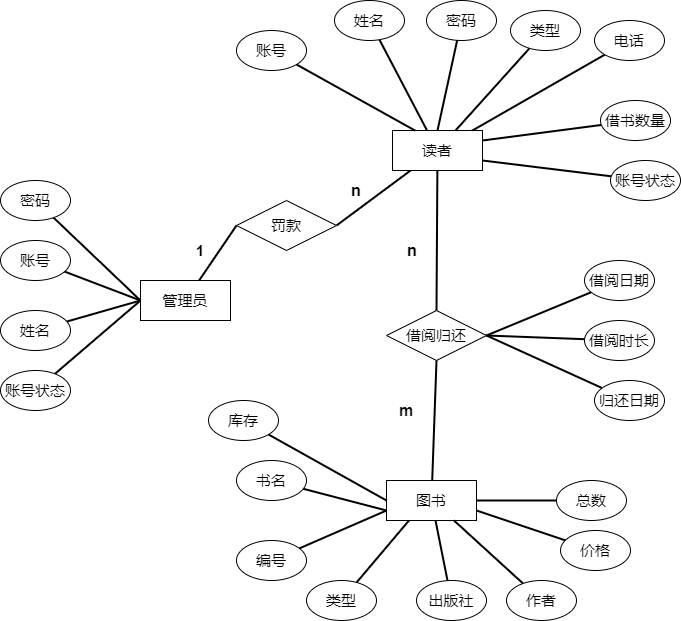 姓名
密码
类型
账号
电话
借书数量
读者
账号状态
n
密码
罚款
1
n
账号
借阅日期
管理员
姓名
借阅归还
借阅时长
账号状态
归还日期
m
库存
书名
图书
总数
编号
价格
类型
出版社
作者